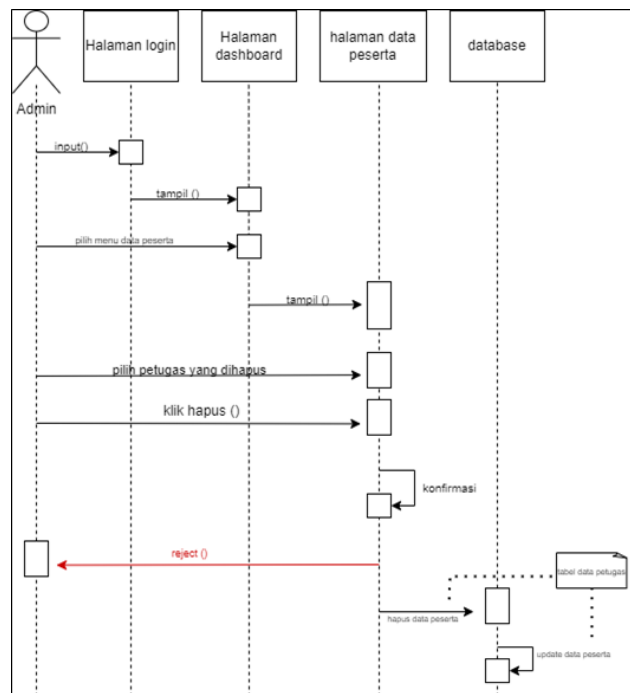 Halaman login
Halaman
dashboard
halaman data
peserta
database
Admin
input()
tampil ()
pilih menu data peserta
tampil ()
pilih petugas yang dihapus
klik hapus ()
konfirmasi
reject ()
tabel data petugas
hapus data peserta
update data peserta